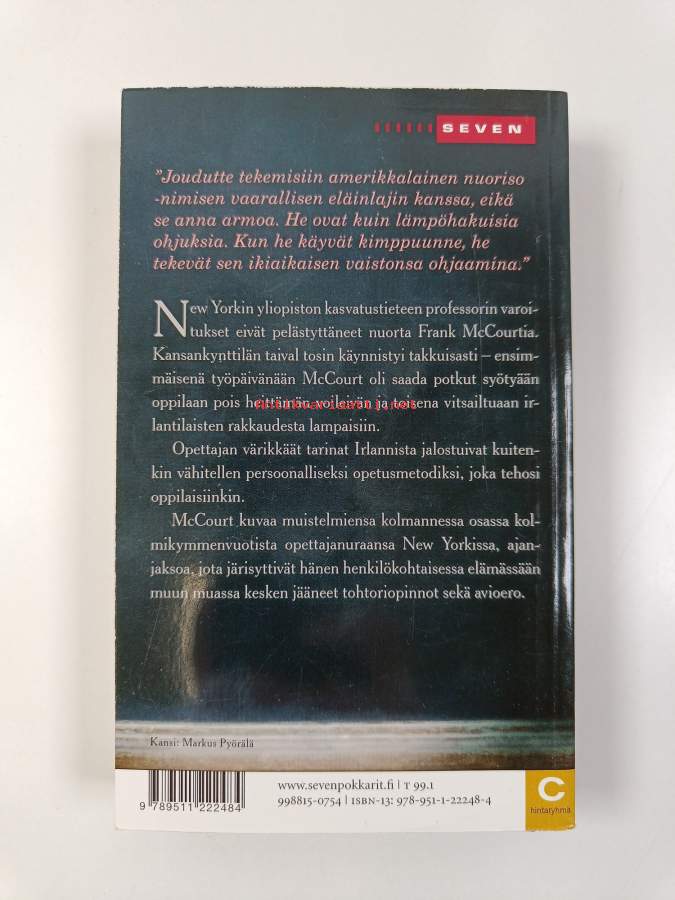 SEVEN
"Joudutte tekemisiin amerikkalainen nuoriso
-nimisen vaarallisen eläinlajin kanssa, eikä
se anna armoa. He ovat kuin lämpöhakuisia
ohjuksia. Kun he käyvät kimppuunne, he
tekevät sen ikiaikaisen vaistonsa ohjaamina."
New Yorkin yliopiston kasvatustieteen professorin varoi-
tukset eivät pelästyttäneet nuorta Frank McCourtia.
Kansankynttilän taival tosin käynnistyi takkuisasti – ensim-
mäisenä työpäivänään McCourt oli saada potkut syötyään
oppilaan pois heittämän voileivän ja toisena vitsailtuaan ir-
lantilaisten rakkaudesta lampaisiin.
Opettajan värikkäät tarinat Irlannista jalostuivat kuiten-
kin vähitellen persoonalliseksi opetusmetodiksi, joka tehosi
oppilaisiinkin.
McCourt kuvaa muistelmiensa kolmannessa osassa kol-
mikymmenvuotista opettajanuraansa New Yorkissa, ajan-
jaksoa, jota järisyttivät hänen henkilökohtaisessa elämässään
muun muassa kesken jääneet tohtoriopinnot sekä avioero.
Kansi: Markus Pyörälä
www.sevenpokkarit.fi | T 99.1
998815-0754 | ISBN-13: 978-951-1-22248-4
9 789511 222484
C
hintaryhmä